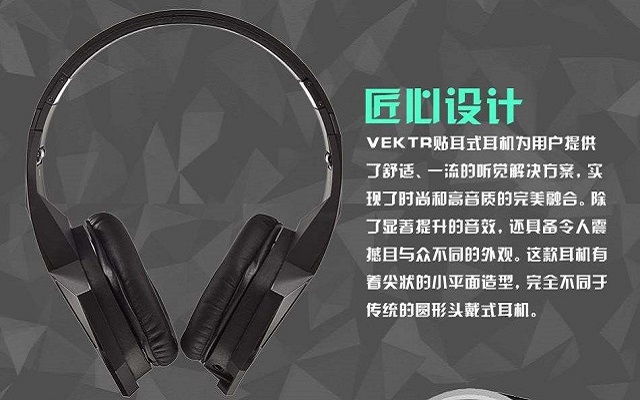 匠心设计
VEKTR贴耳式耳机为用户提供
了舒适、一流的听觉解决方案，实
现了时尚和高音质的完美融合。除
了显著提升的音效，还具备令人震
撼且与众不同的外观。这款耳机有
着尖状的小平面造型，完全不同于
传统的圆形头戴式耳机。